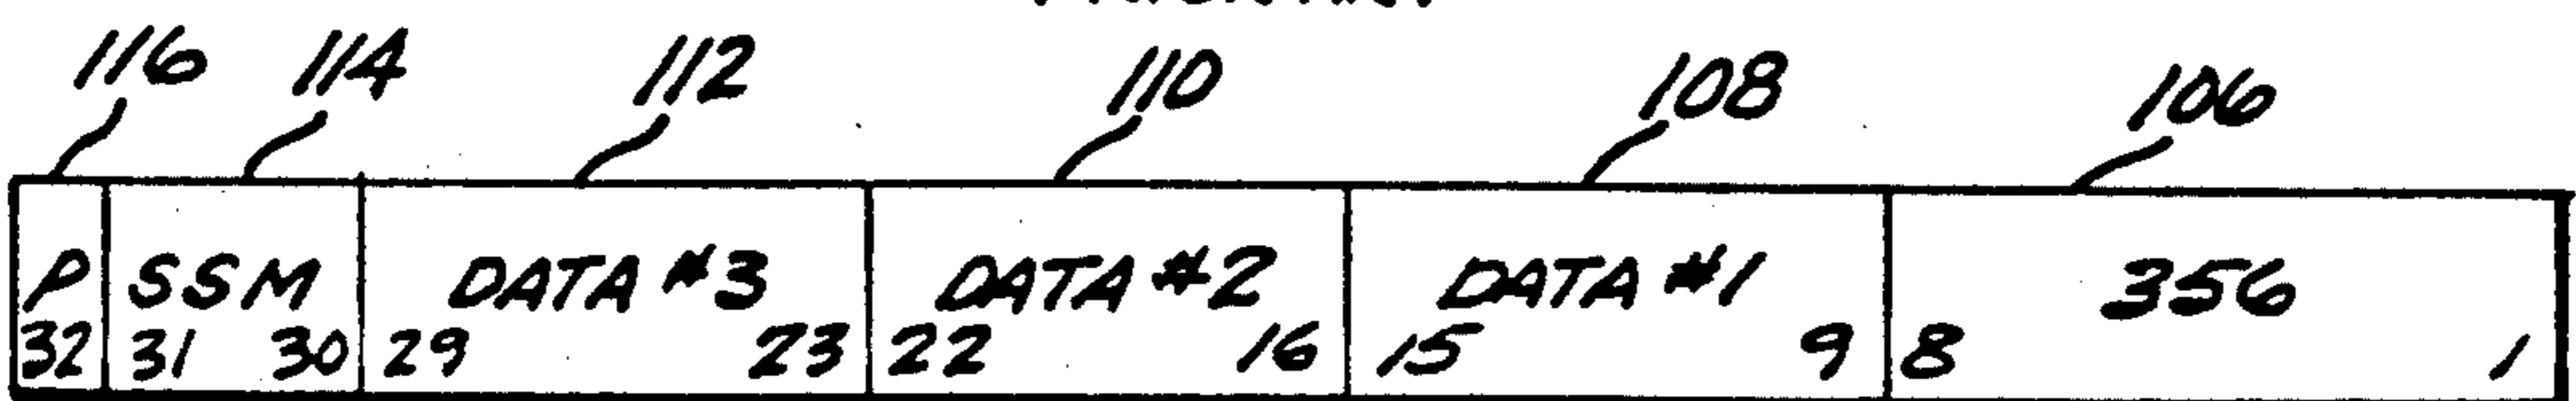 116 114 112 110 108 106
P SSM DATA #3 DATA #2 DATA #1 356
32 31 30 29 23 22 16 15 9 8 1